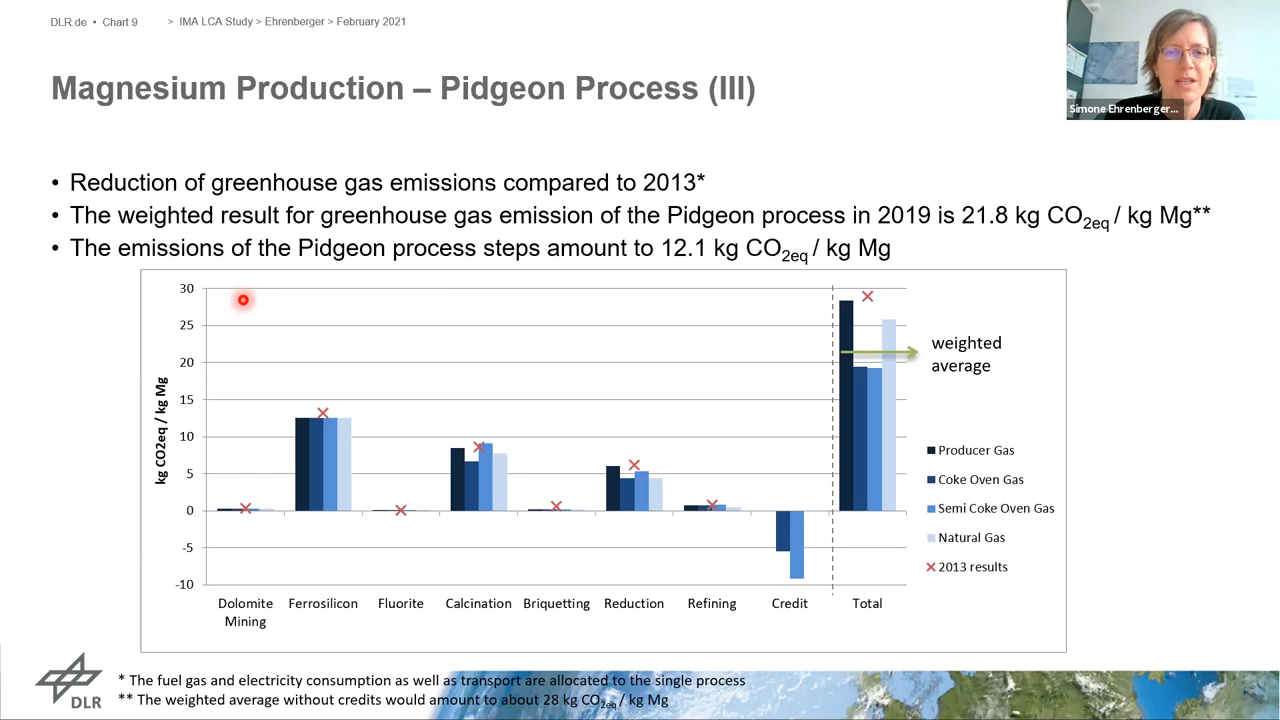 DLR.de • Chart 9 > IMA LCA Study > Ehrenberger > February 2021
Simone Ehrenberger...
Magnesium Production – Pidgeon Process (III)
• Reduction of greenhouse gas emissions compared to 2013*
• The weighted result for greenhouse gas emission of the Pidgeon process in 2019 is 21.8 kg CO2eq / kg Mg**
• The emissions of the Pidgeon process steps amount to 12.1 kg CO2eq / kg Mg
kg CO2eq / kg Mg
30
25
20
15
10
5
0
-5
-10
Dolomite
Mining
Ferrosilicon
Fluorite
Calcination
Briquetting
Reduction
Refining
Credit
Total
weighted
average
Producer Gas
Coke Oven Gas
Semi Coke Oven Gas
Natural Gas
2013 results
DLR
* The fuel gas and electricity consumption as well as transport are allocated to the single process
** The weighted average without credits would amount to about 28 kg CO2eq / kg Mg